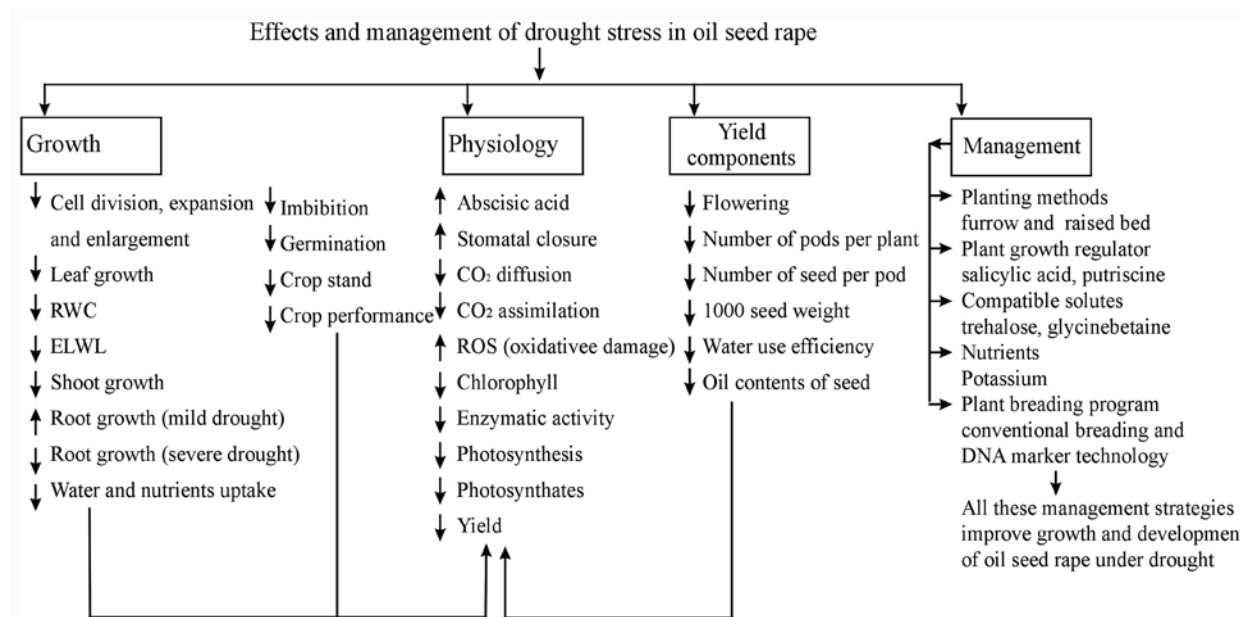 Effects and management of drought stress in oil seed rape
Growth
Cell division, expansion
and enlargement
Leaf growth
RWC
ELWL
Shoot growth
Root growth (mild drought)
Root growth (severe drought)
Water and nutrients uptake
Imbibition
Germination
Crop stand
Crop performance
Physiology
Abscisic acid
Stomatal closure
CO₂ diffusion
CO₂ assimilation
ROS (oxidativee damage)
Chlorophyll
Enzymatic activity
Photosynthesis
Photosynthates
Yield
Yield
components
Flowering
Number of pods per plant
Number of seed per pod
1000 seed weight
Water use efficiency
Oil contents of seed
Management
Planting methods
furrow and raised bed
Plant growth regulator
salicylic acid, putriscine
Compatible solutes
trehalose, glycinebetaine
Nutrients
Potassium
Plant breading program
conventional breading and
DNA marker technology
All these management strategies
improve growth and developmen
of oil seed rape under drought